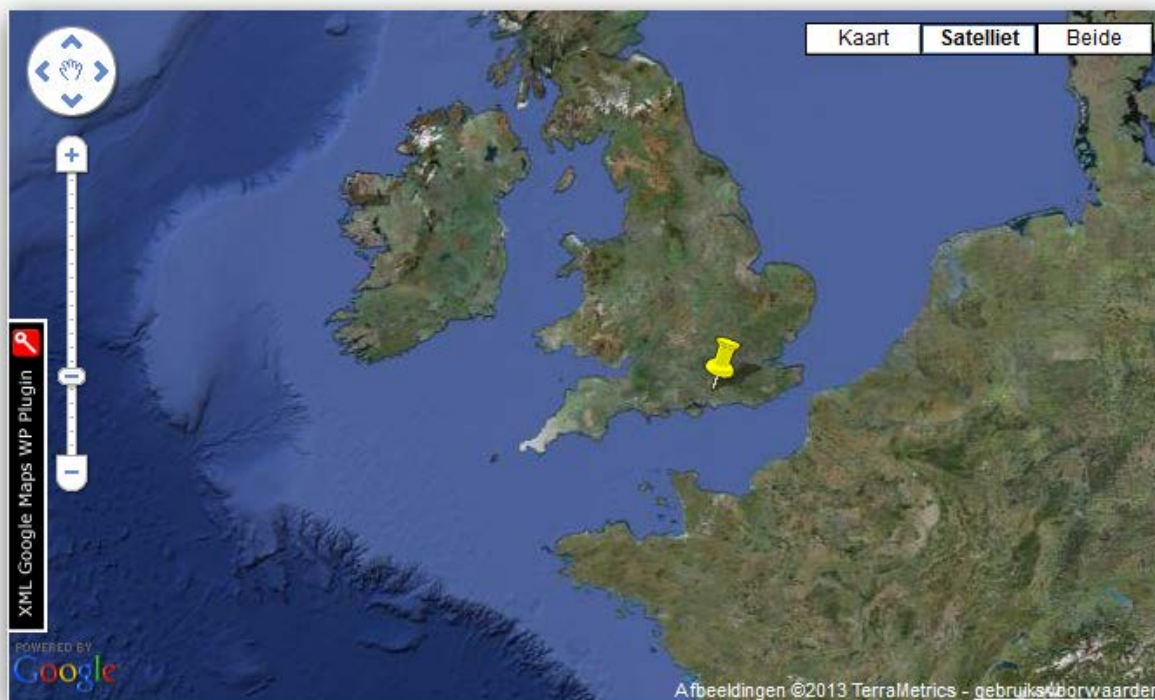 Kaart
Satelliet
Beide
XML Google Maps WP Plugin
POWERED BY
Google
Afbeeldingen ©2013 TerraMetrics - gebruiksvoorwaarden